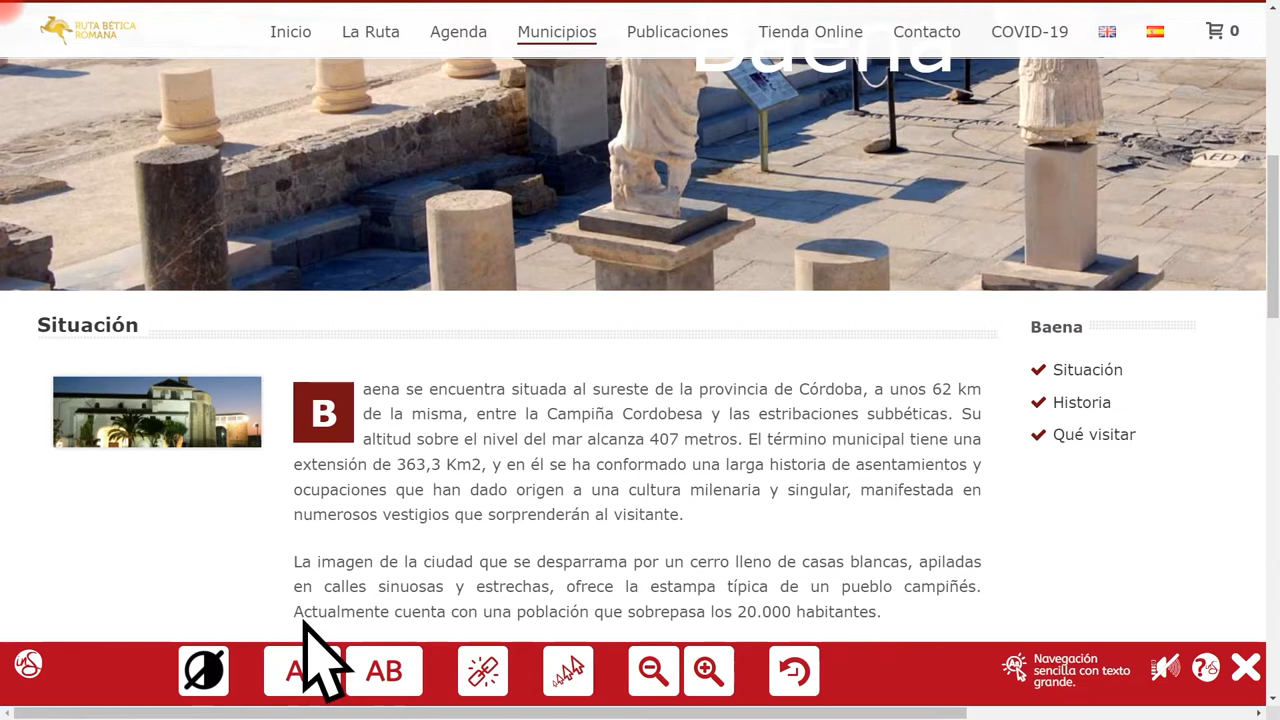 RUTA BÉTICA
ROMANA
Inicio
La Ruta
Agenda
Municipios
Publicaciones
Tienda Online
Contacto
COVID-19
0
Baena
AED
Situación
Baena se encuentra situada al sureste de la provincia de Córdoba, a unos 62 km
de la misma, entre la Campiña Cordobesa y las estribaciones subbéticas. Su
altitud sobre el nivel del mar alcanza 407 metros. El término municipal tiene una
extensión de 363,3 Km2, y en él se ha conformado una larga historia de asentamientos y
ocupaciones que han dado origen a una cultura milenaria y singular, manifestada en
numerosos vestigios que sorprenderán al visitante.
La imagen de la ciudad que se desparrama por un cerro lleno de casas blancas, apiladas
en calles sinuosas y estrechas, ofrece la estampa típica de un pueblo campiñés.
Actualmente cuenta con una población que sobrepasa los 20.000 habitantes.
Baena
Situación
Historia
Qué visitar
AB
Navegación
sencilla con texto
grande.